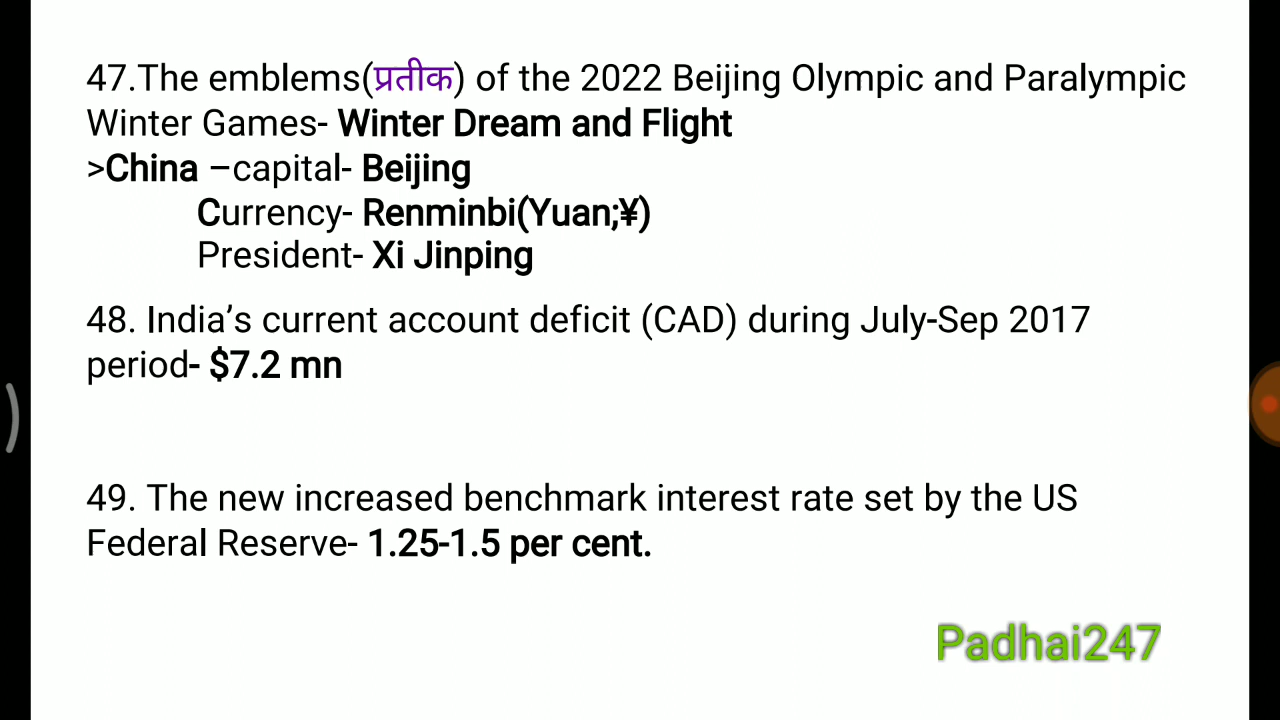 47.The emblems(प्रतीक) of the 2022 Beijing Olympic and Paralympic
Winter Games- Winter Dream and Flight
>China –capital- Beijing
Currency- Renminbi(Yuan;¥)
President- Xi Jinping
48. India’s current account deficit (CAD) during July-Sep 2017
period- $7.2 mn
49. The new increased benchmark interest rate set by the US
Federal Reserve- 1.25-1.5 per cent.
Padhai247